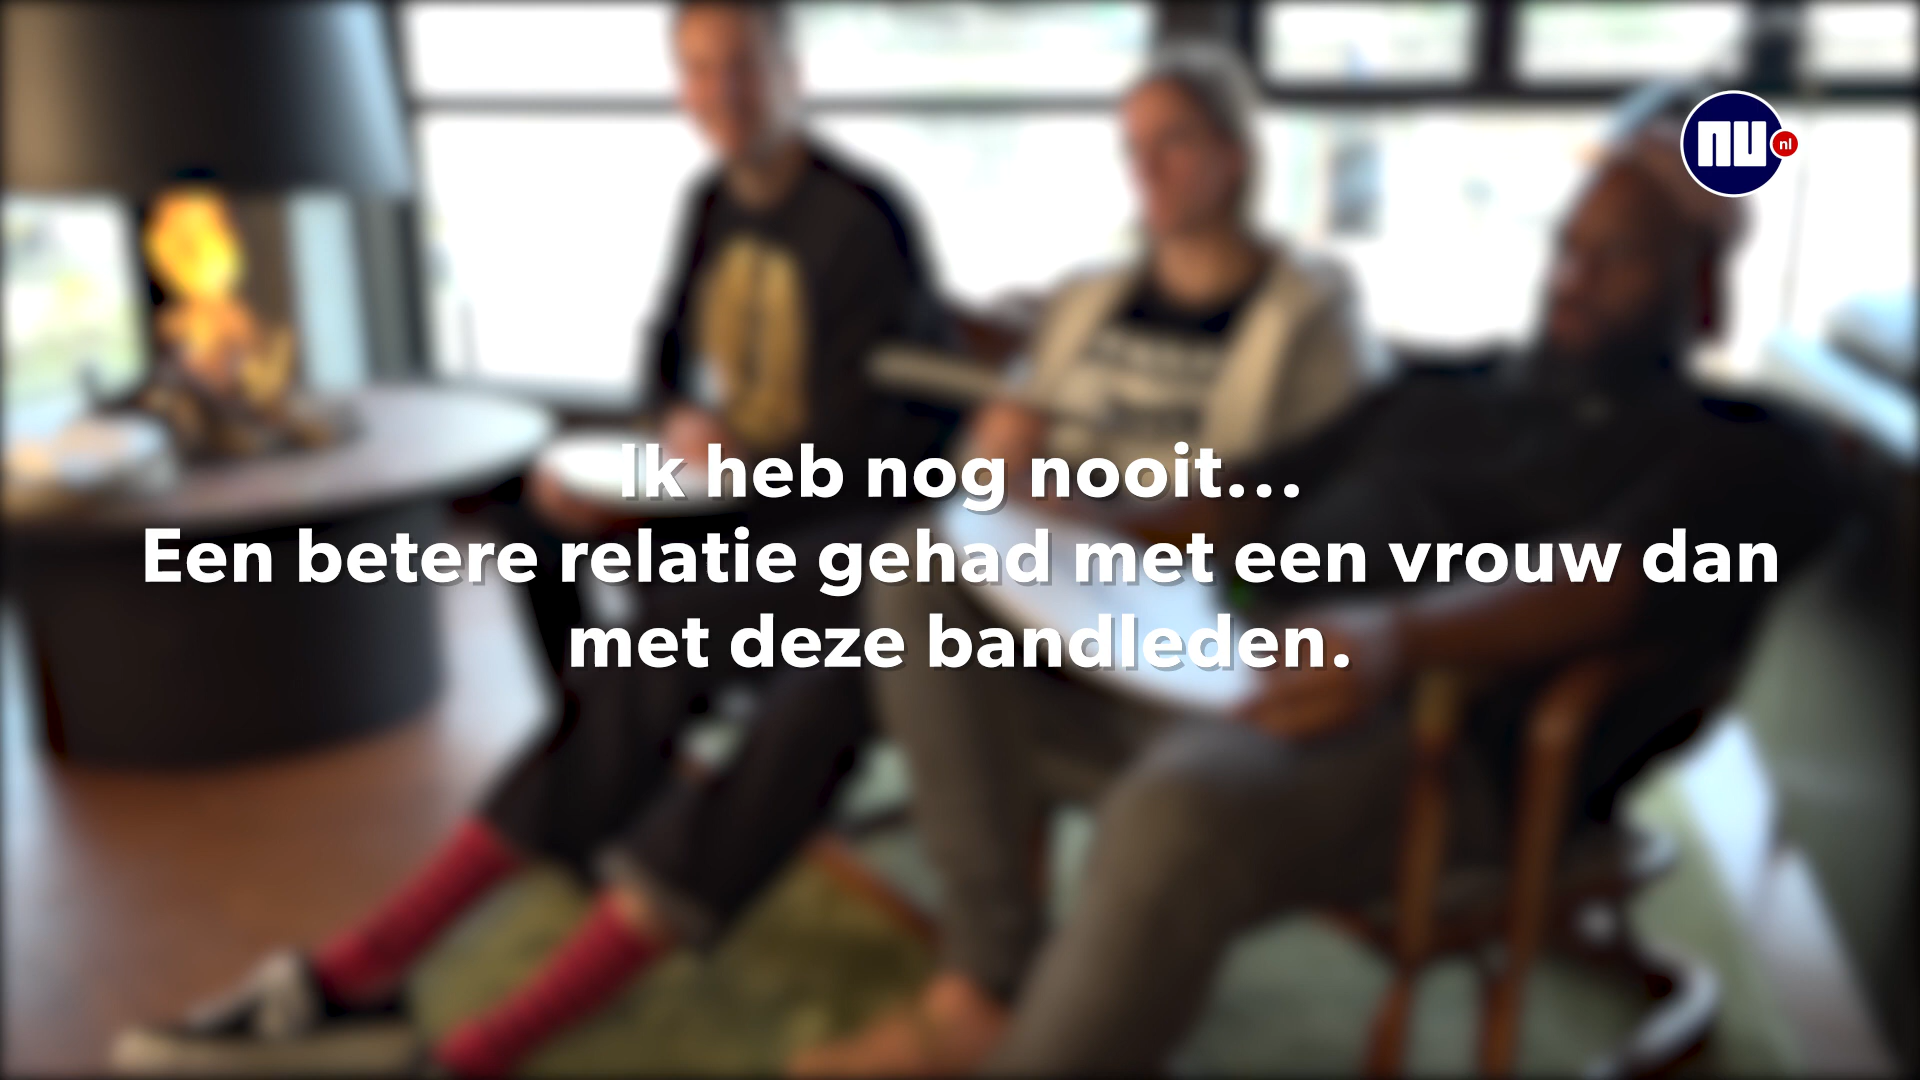 nu
nl
Ik heb nog nooit...
Een betere relatie gehad met een vrouw dan
met deze bandleden.